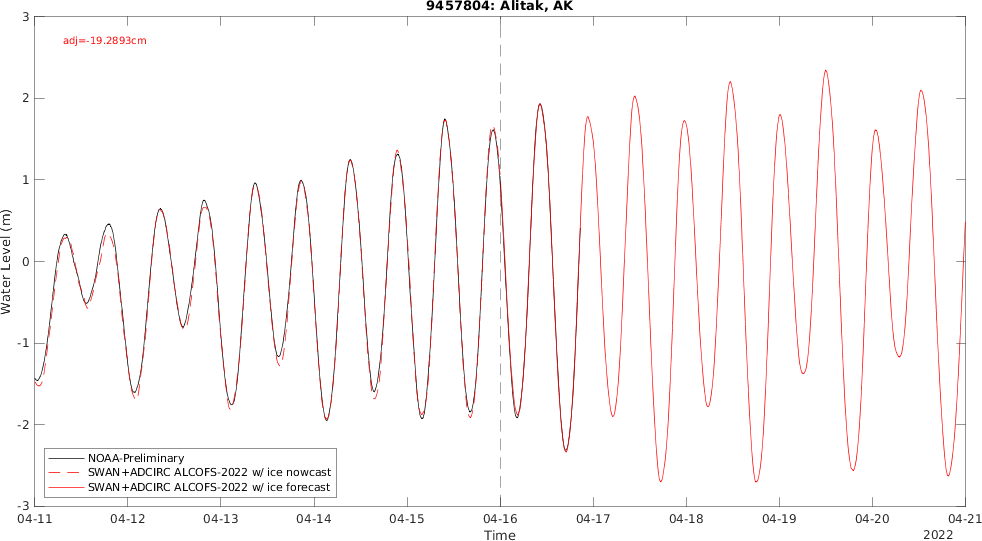 9457804: Alitak, AK
adj=-19.2893cm
3
2
1
0
-1
-2
-3
Water Level (m)
NOAA-Preliminary
SWAN+ADCIRC ALCOFS-2022 w/ ice nowcast
SWAN+ADCIRC ALCOFS-2022 w/ ice forecast
04-11 04-12 04-13 04-14 04-15 04-16 04-17 04-18 04-19 04-20 04-21
Time
2022